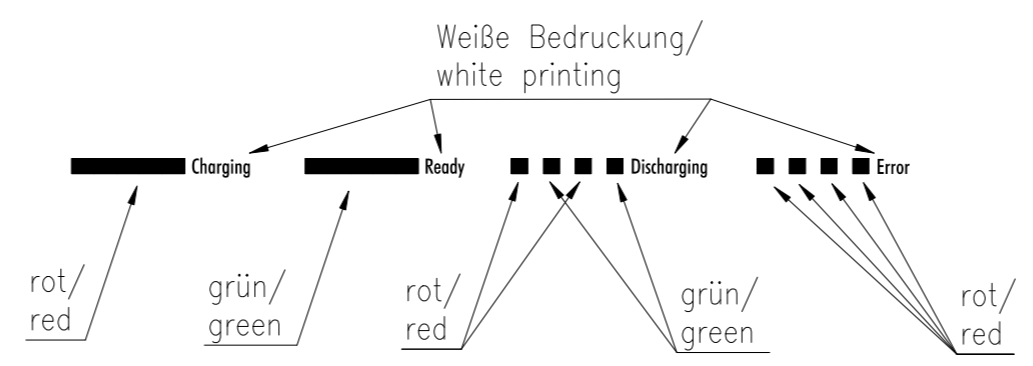 Weiße Bedruckung/
white printing
Charging
Ready
Discharging
Error
rot/
red
grün/
green
rot/
red
grün/
green
rot/
red